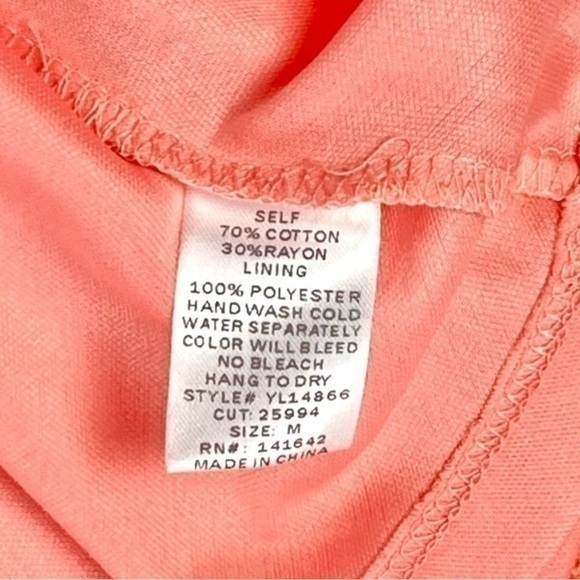 SELF
70% COTTON
30%RAYON
LINING
100% POLYESTER
HAND WASH COLD
WATER SEPARATELY
COLOR WILL BLEED
NO BLEACH
HANG TO DRY
STYLE# YL14866
CUT: 25994
SIZE: M
RN#: 141642
MADE IN CHINA